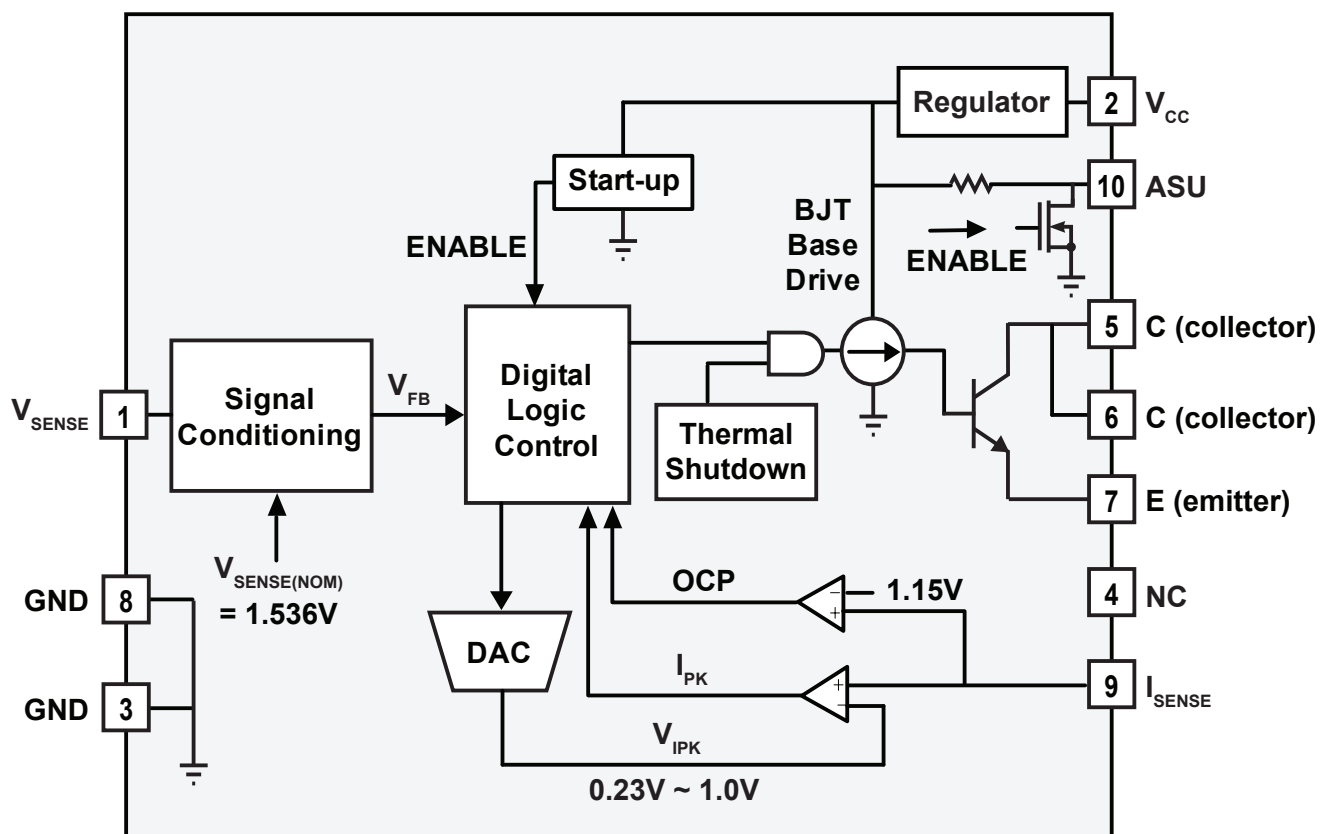 Regulator
2
V_CC
Start-up
10
ASU
BJT
Base
Drive
ENABLE
ENABLE
5
C (collector)
Signal
Conditioning
V_FB
Digital
Logic
Control
V_SENSE
1
6
C (collector)
Thermal
Shutdown
7
E (emitter)
V_SENSE(NOM)
= 1.536V
GND
8
OCP
−
+
1.15V
4
NC
DAC
I_PK
+
−
9
I_SENSE
GND
3
V_IPK
0.23V ~ 1.0V